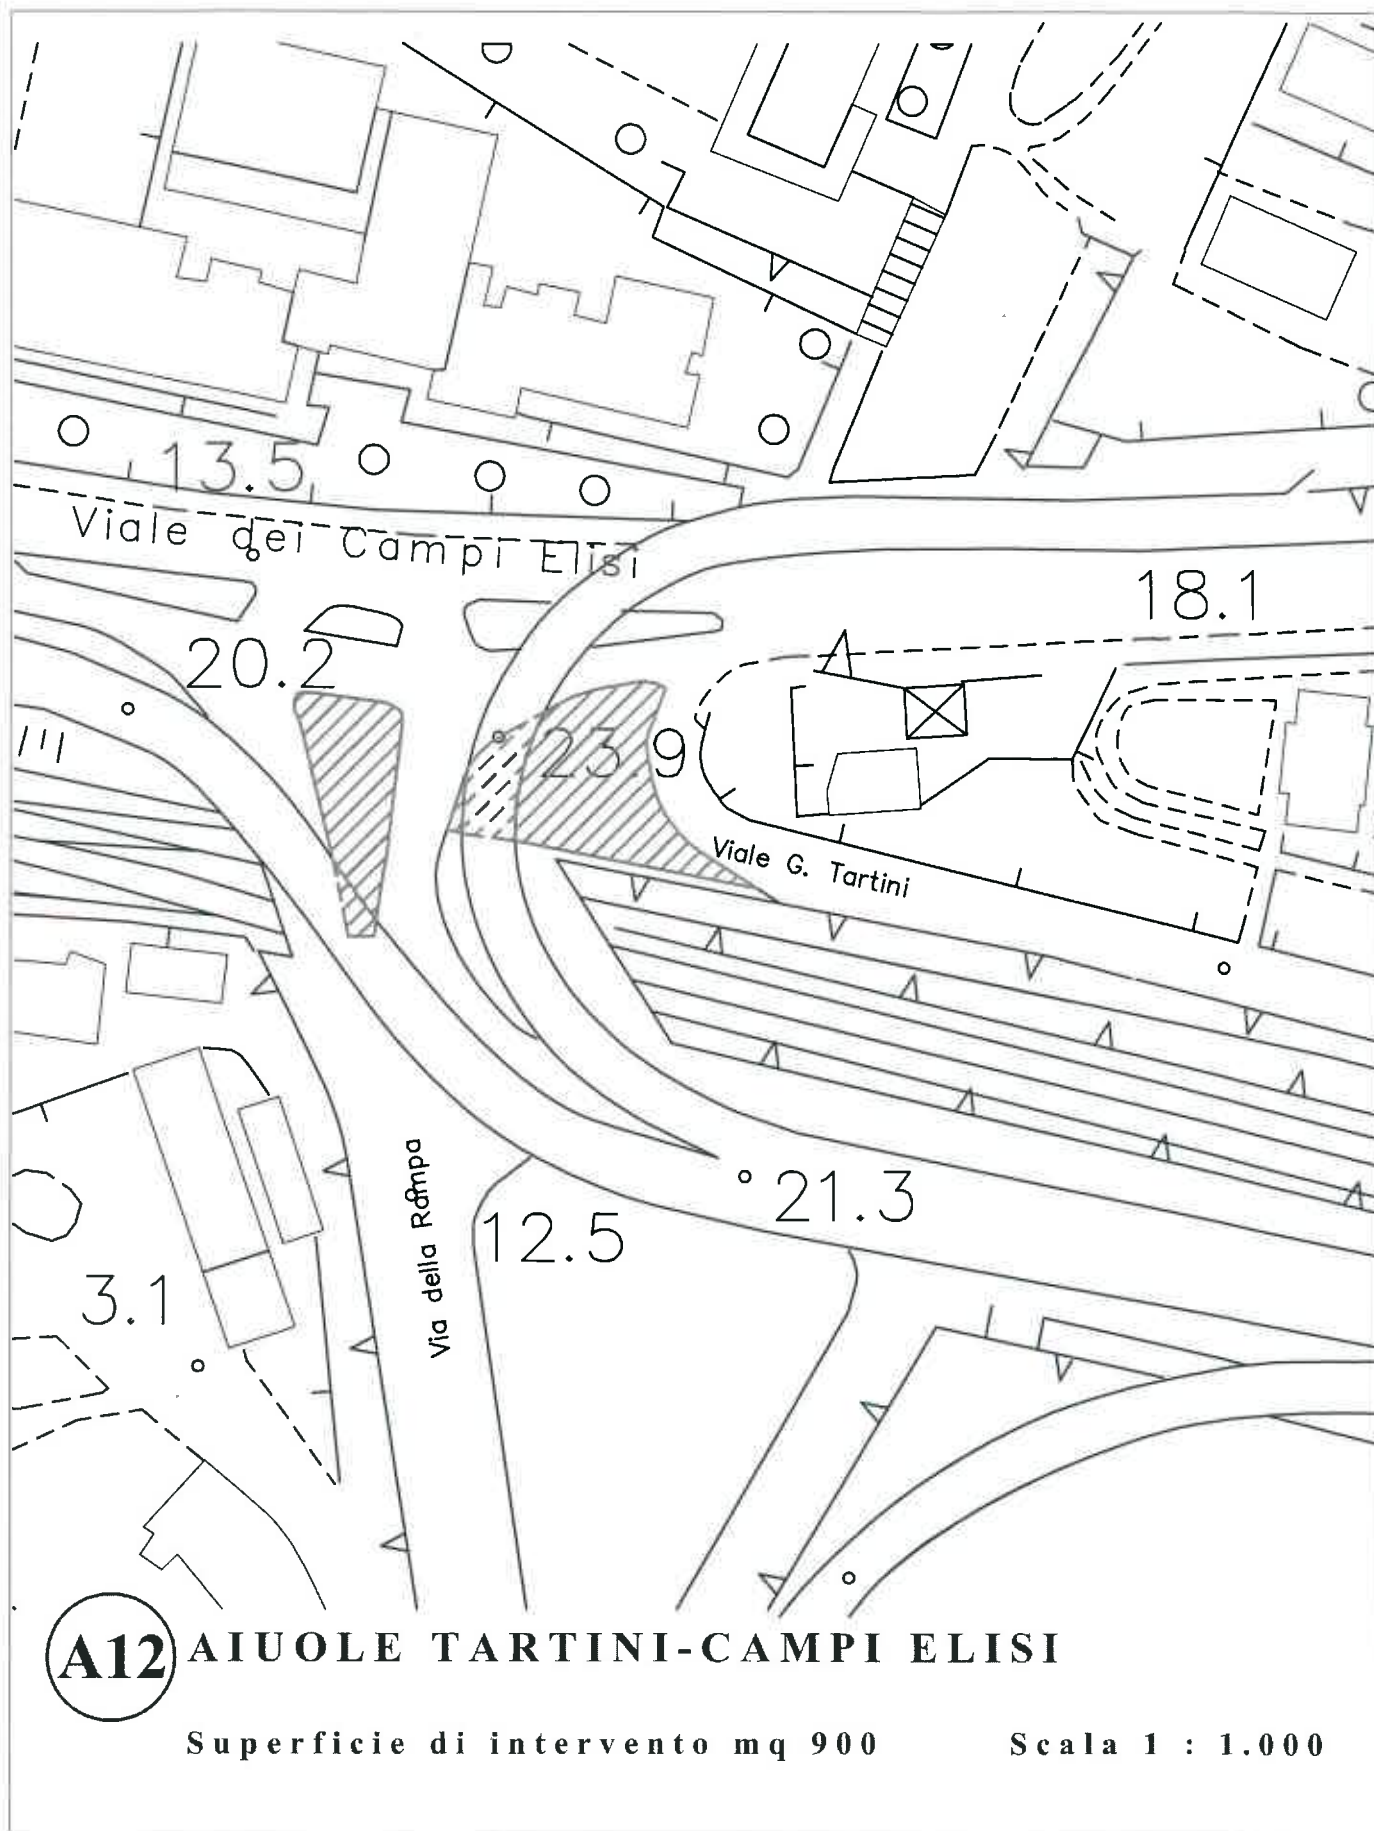 13.5
Viale dei Campi Elisi
18.1
20.2
23.9
Viale G. Tartini
Via della Rampa
21.3
12.5
3.1
A12 AIUOLE TARTINI-CAMPI ELISI
Superficie di intervento mq 900 Scala 1 : 1.000